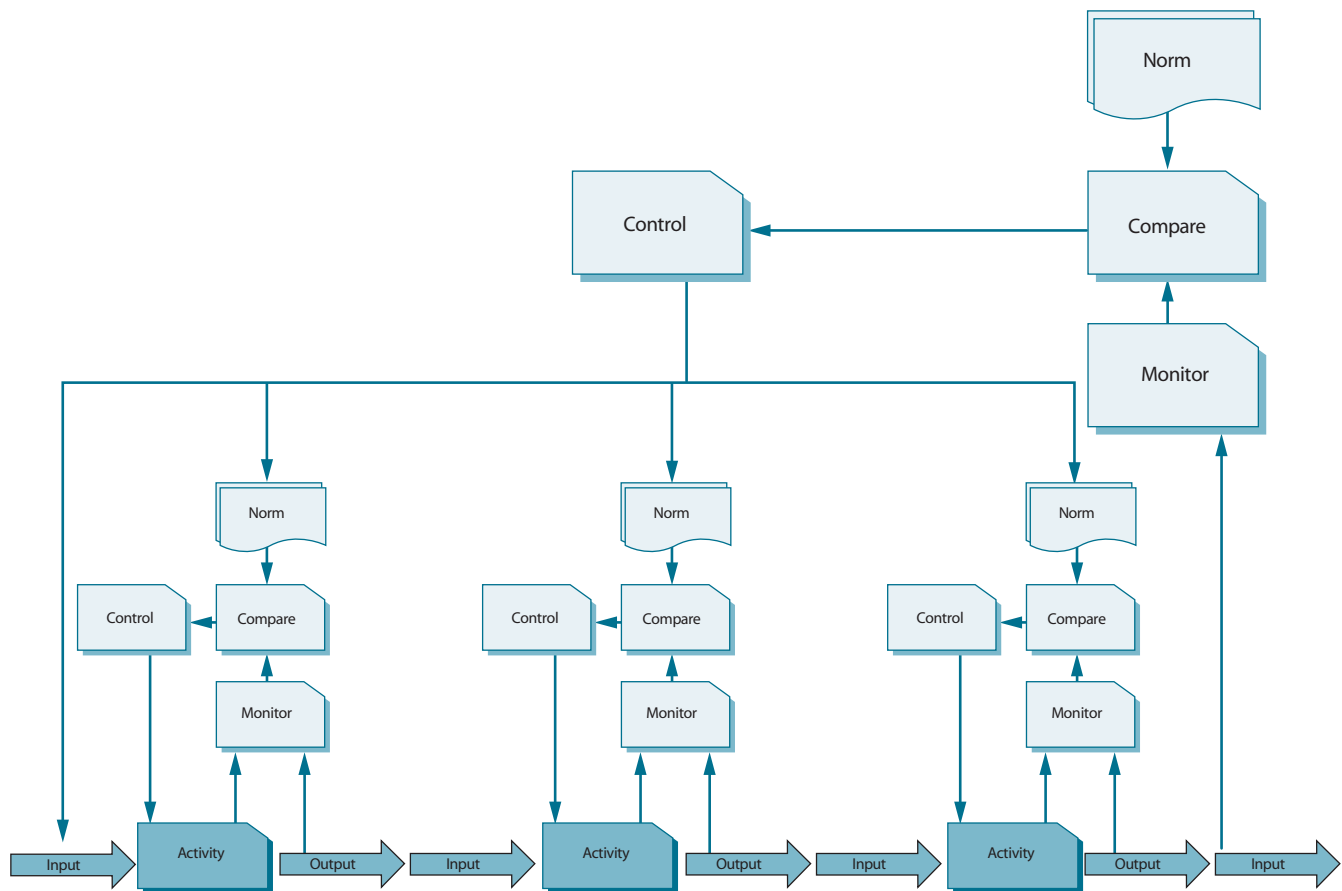 Norm
Control
Compare
Monitor
Norm
Norm
Norm
Control
Compare
Control
Compare
Control
Compare
Monitor
Monitor
Monitor
Input
Activity
Output
Input
Activity
Output
Input
Activity
Output
Input